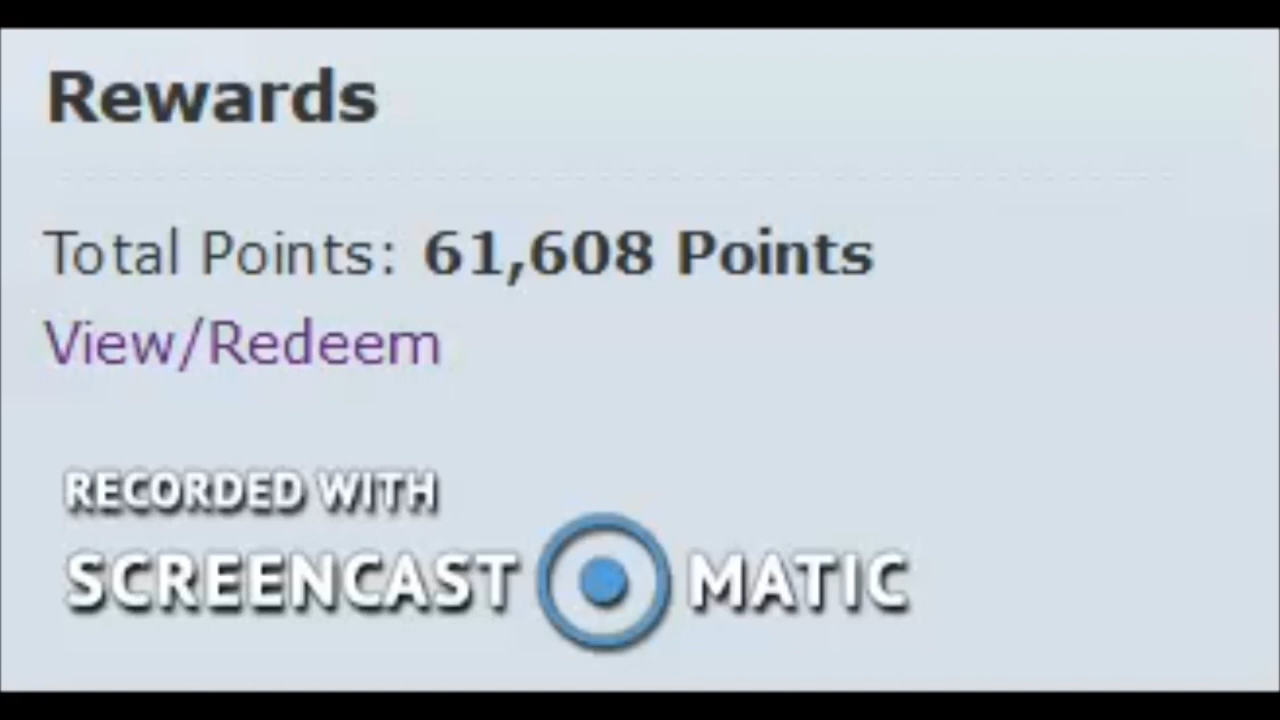 Rewards
Total Points: 61,608 Points
View/Redeem
RECORDED WITH
SCREENCAST MATIC